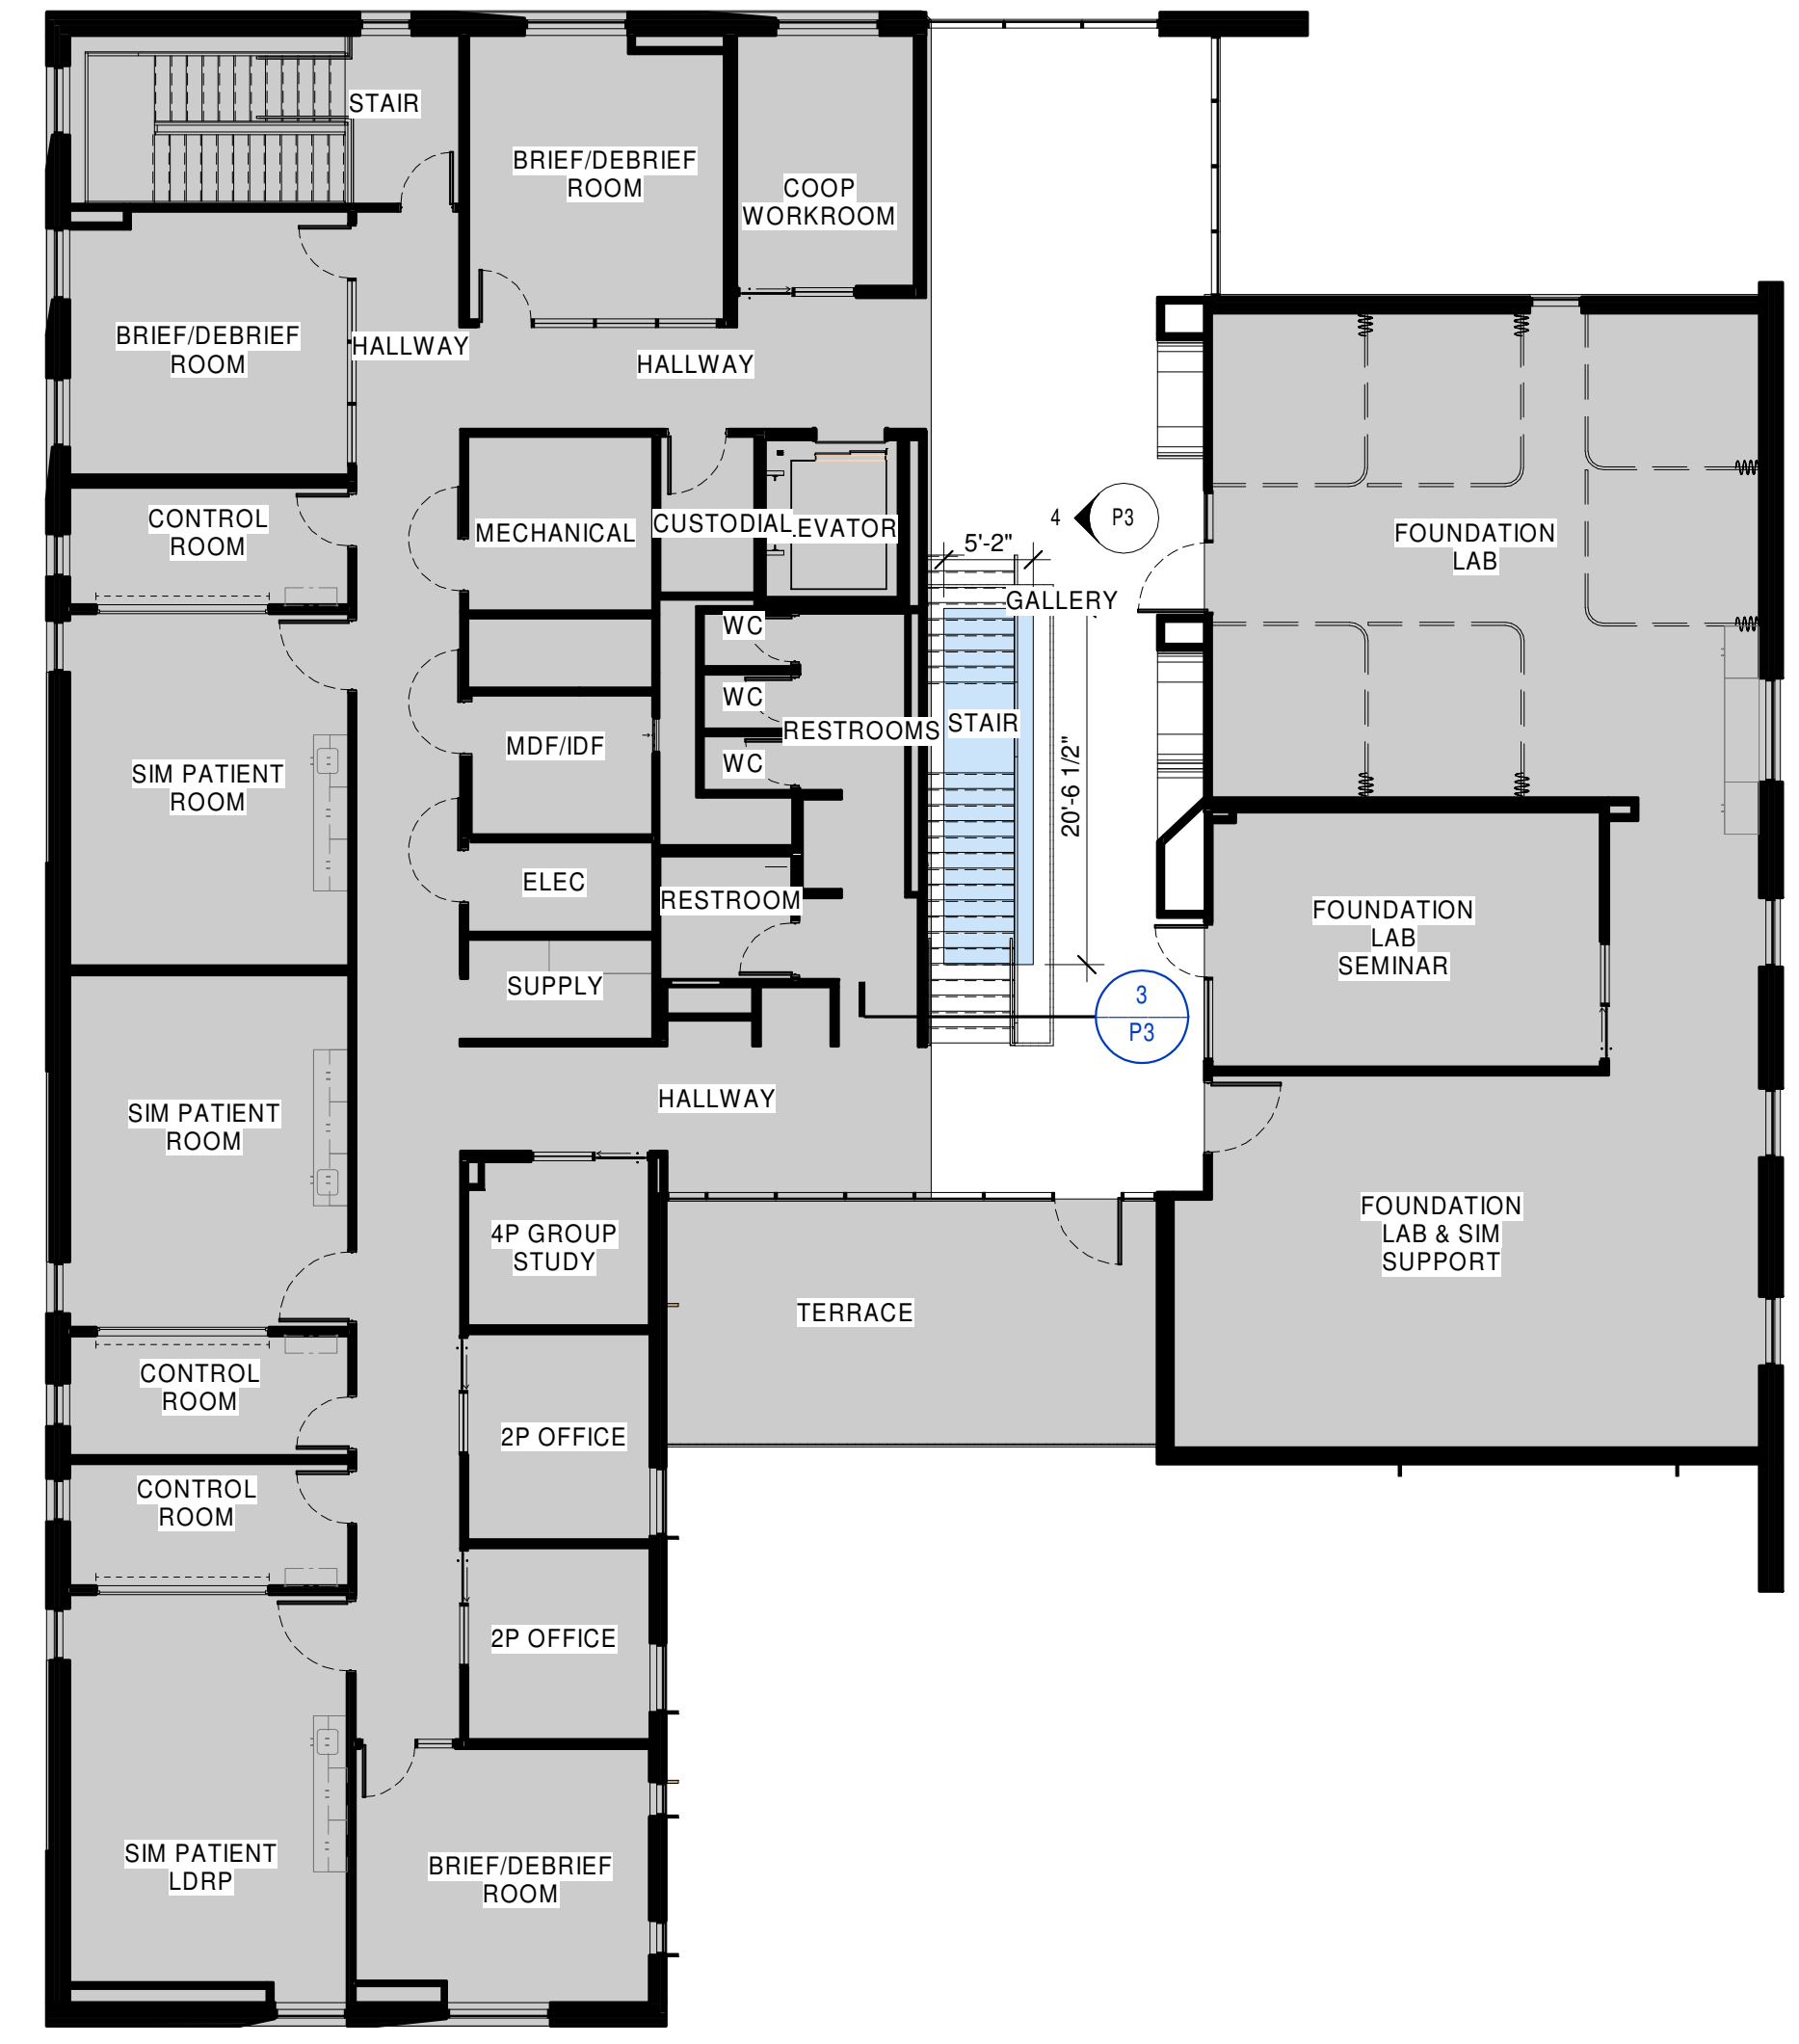 STAIR
BRIEF/DEBRIEF
ROOM
COOP
WORKROOM
BRIEF/DEBRIEF
ROOM
HALLWAY
HALLWAY
CONTROL
ROOM
MECHANICAL
CUSTODIAL
EVATOR
4
P3
5'-2"
FOUNDATION
LAB
GALLERY
WC
WC
WC
RESTROOMS
STAIR
20'-6 1/2"
SIM PATIENT
ROOM
MDF/IDF
ELEC
RESTROOM
FOUNDATION
LAB
SEMINAR
SUPPLY
3
P3
HALLWAY
SIM PATIENT
ROOM
4P GROUP
STUDY
FOUNDATION
LAB & SIM
SUPPORT
TERRACE
CONTROL
ROOM
2P OFFICE
CONTROL
ROOM
2P OFFICE
SIM PATIENT
LDRP
BRIEF/DEBRIEF
ROOM